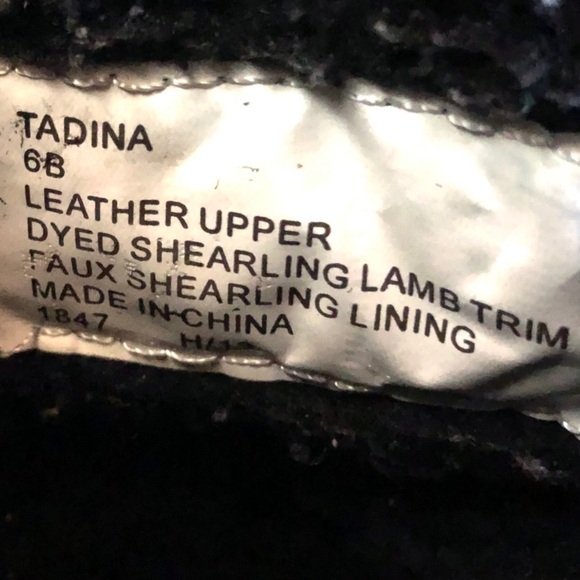 TADINA
6B
LEATHER UPPER
DYED SHEARLING LAMB TRIM
FAUX SHEARLING LINING
MADE IN CHINA
1847